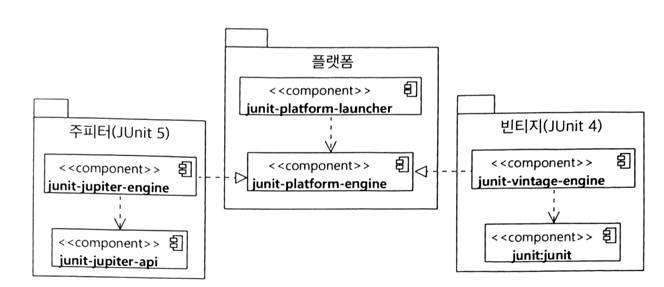 플랫폼
<<component>>
junit-platform-launcher
<<component>>
junit-platform-engine
주피터(JUnit 5)
<<component>>
junit-jupiter-engine
<<component>>
junit-jupiter-api
빈티지(JUnit 4)
<<component>>
junit-vintage-engine
<<component>>
junit:junit